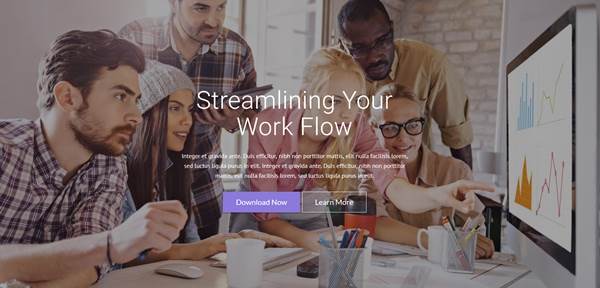 Streamlining Your
Work Flow
Integer et gravida ante. Duis efficitur, nibh non porttitor mattis, elit nulla facilisis lorem,
sed luctus ligula purus in elit. Integer et gravida ante. Duis efficitur, nibh non porttitor
mattis, elit nulla facilisis lorem, sed luctus ligula purus in elit.
Download Now
Learn More